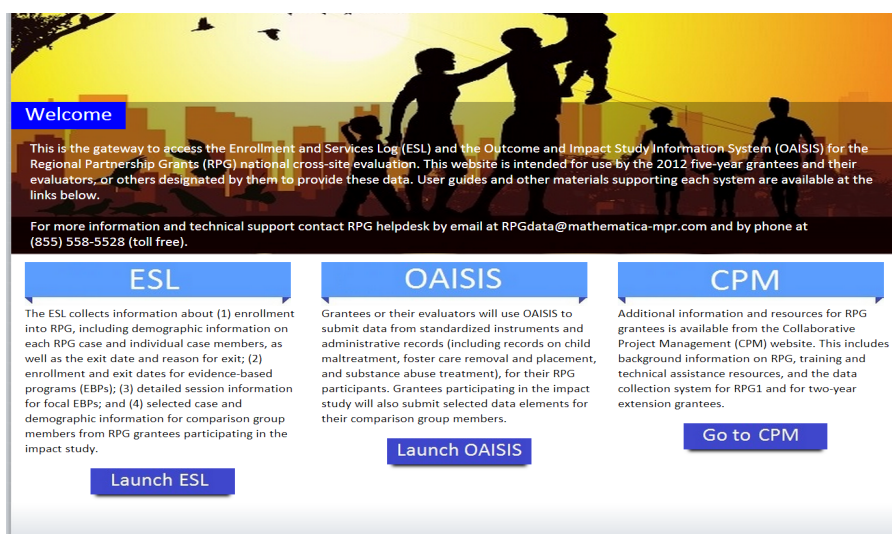 Welcome
This is the gateway to access the Enrollment and Services Log (ESL) and the Outcome and Impact Study Information System (OAISIS) for the
Regional Partnership Grants (RPG) national cross-site evaluation. This website is intended for use by the 2012 five-year grantees and their
evaluators, or others designated by them to provide these data. User guides and other materials supporting each system are available at the
links below.
For more information and technical support contact RPG helpdesk by email at RPGdata@mathematica-mpr.com and by phone at
(855) 558-5528 (toll free).
ESL
The ESL collects information about (1) enrollment
into RPG, including demographic information on
each RPG case and individual case members, as
well as the exit date and reason for exit; (2)
enrollment and exit dates for evidence-based
programs (EBPs); (3) detailed session information
for focal EBPs; and (4) selected case and
demographic information for comparison group
members from RPG grantees participating in the
impact study.
Launch ESL
OAISIS
Grantees or their evaluators will use OAISIS to
submit data from standardized instruments and
administrative records (including records on child
maltreatment, foster care removal and placement,
and substance abuse treatment), for their RPG
participants. Grantees participating in the impact
study will also submit selected data elements for
their comparison group members.
Launch OAISIS
CPM
Additional information and resources for RPG
grantees is available from the Collaborative
Project Management (CPM) website. This includes
background information on RPG, training and
technical assistance resources, and the data
collection system for RPG1 and for two-year
extension grantees.
Go to CPM